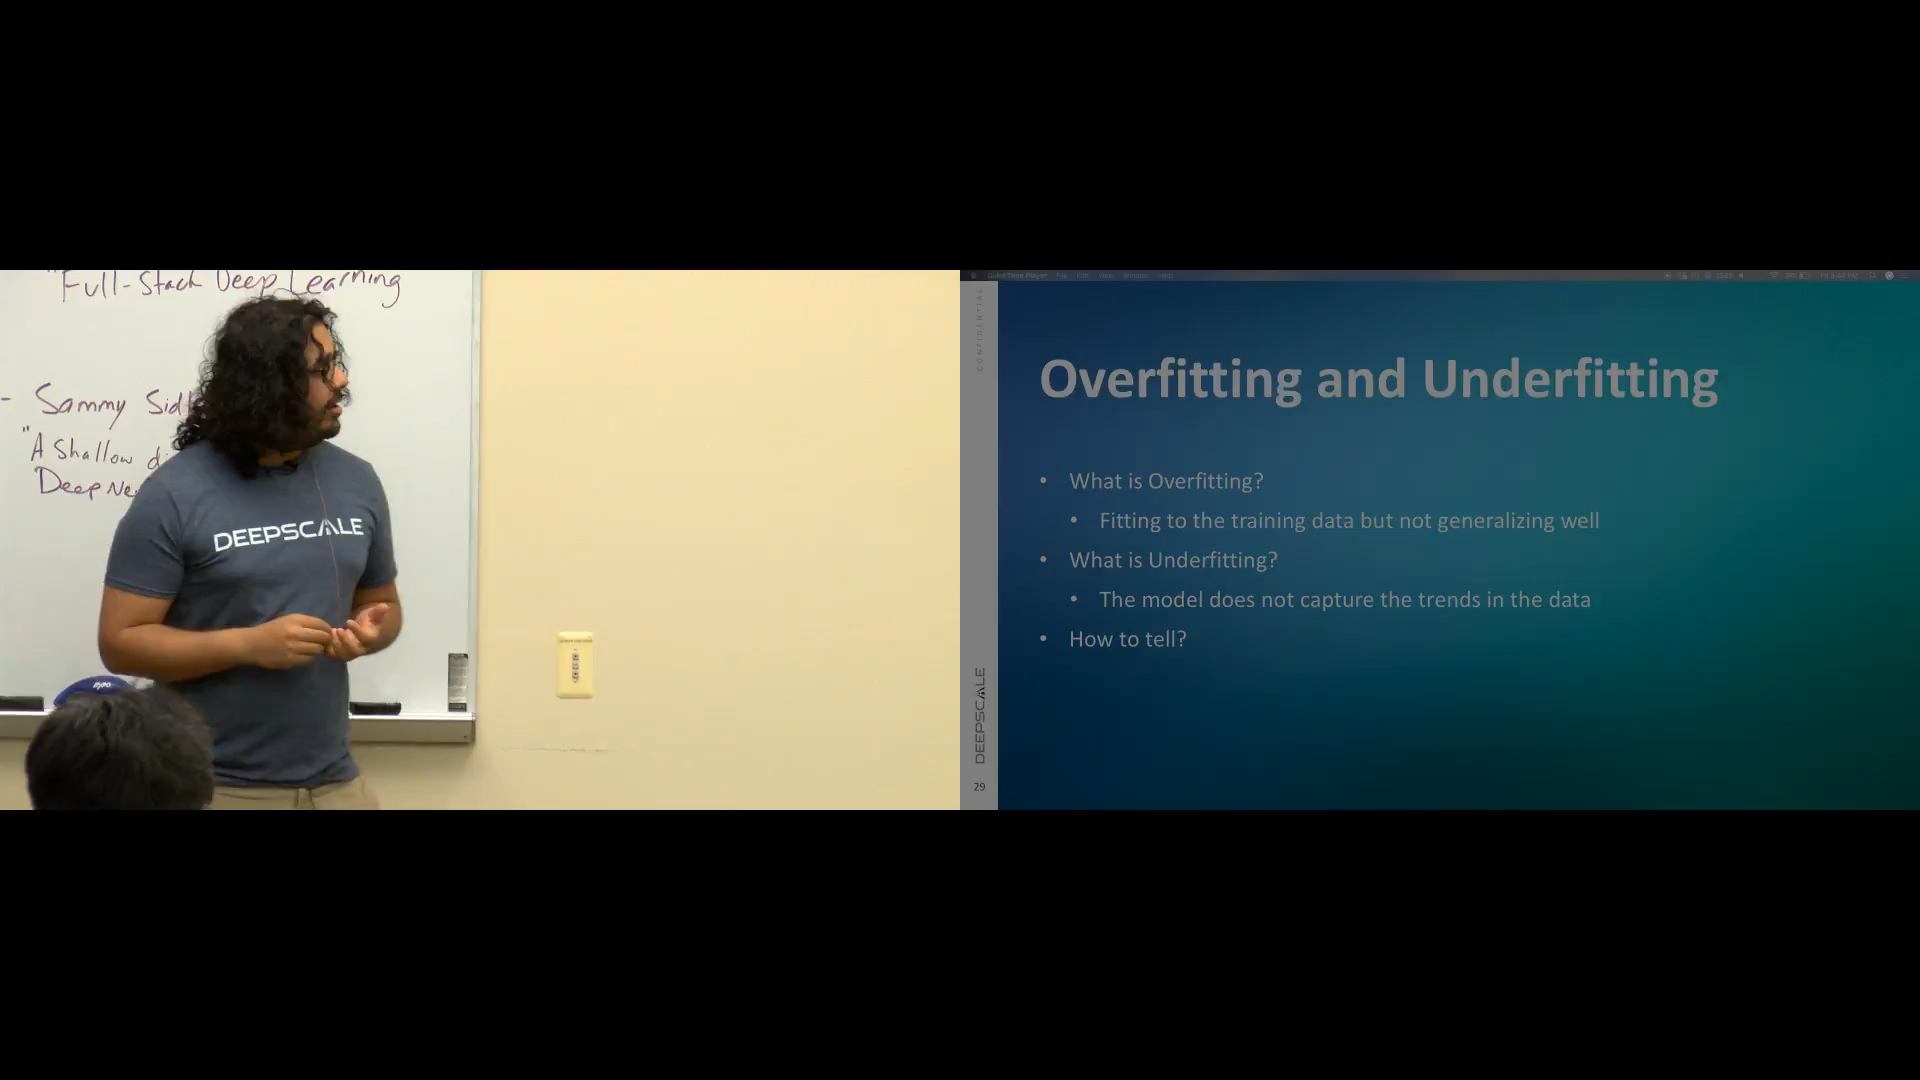 "Full-Stack Deep Learning
- Sammy Sid
"A Shallow d
Deep Ne
DEEPSCALE
expo
CONFIDENTIAL
Overfitting and Underfitting
• What is Overfitting?
• Fitting to the training data but not generalizing well
• What is Underfitting?
• The model does not capture the trends in the data
• How to tell?
DEEPSCALE
29